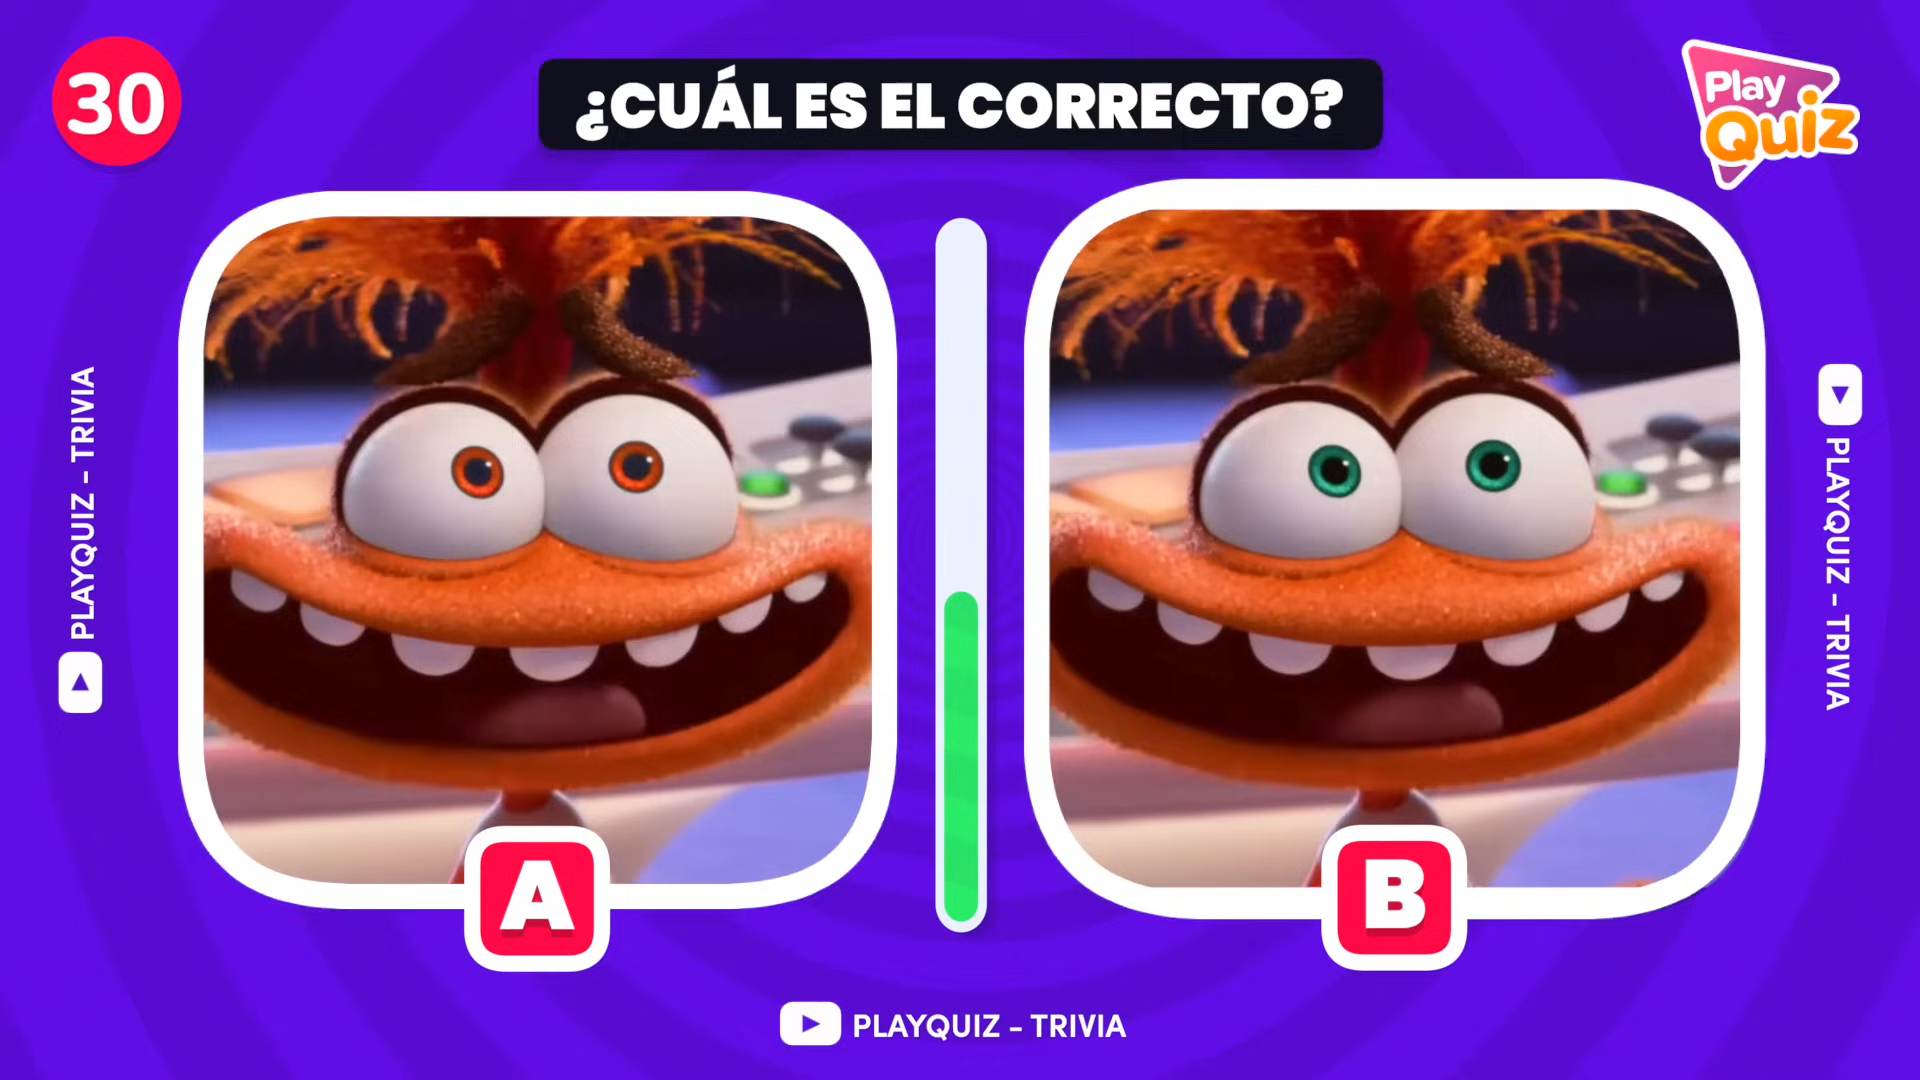 30
¿CUÁL ES EL CORRECTO?
Play
Quiz
PLAYQUIZ - TRIVIA
PLAYQUIZ - TRIVIA
A
B
PLAYQUIZ - TRIVIA